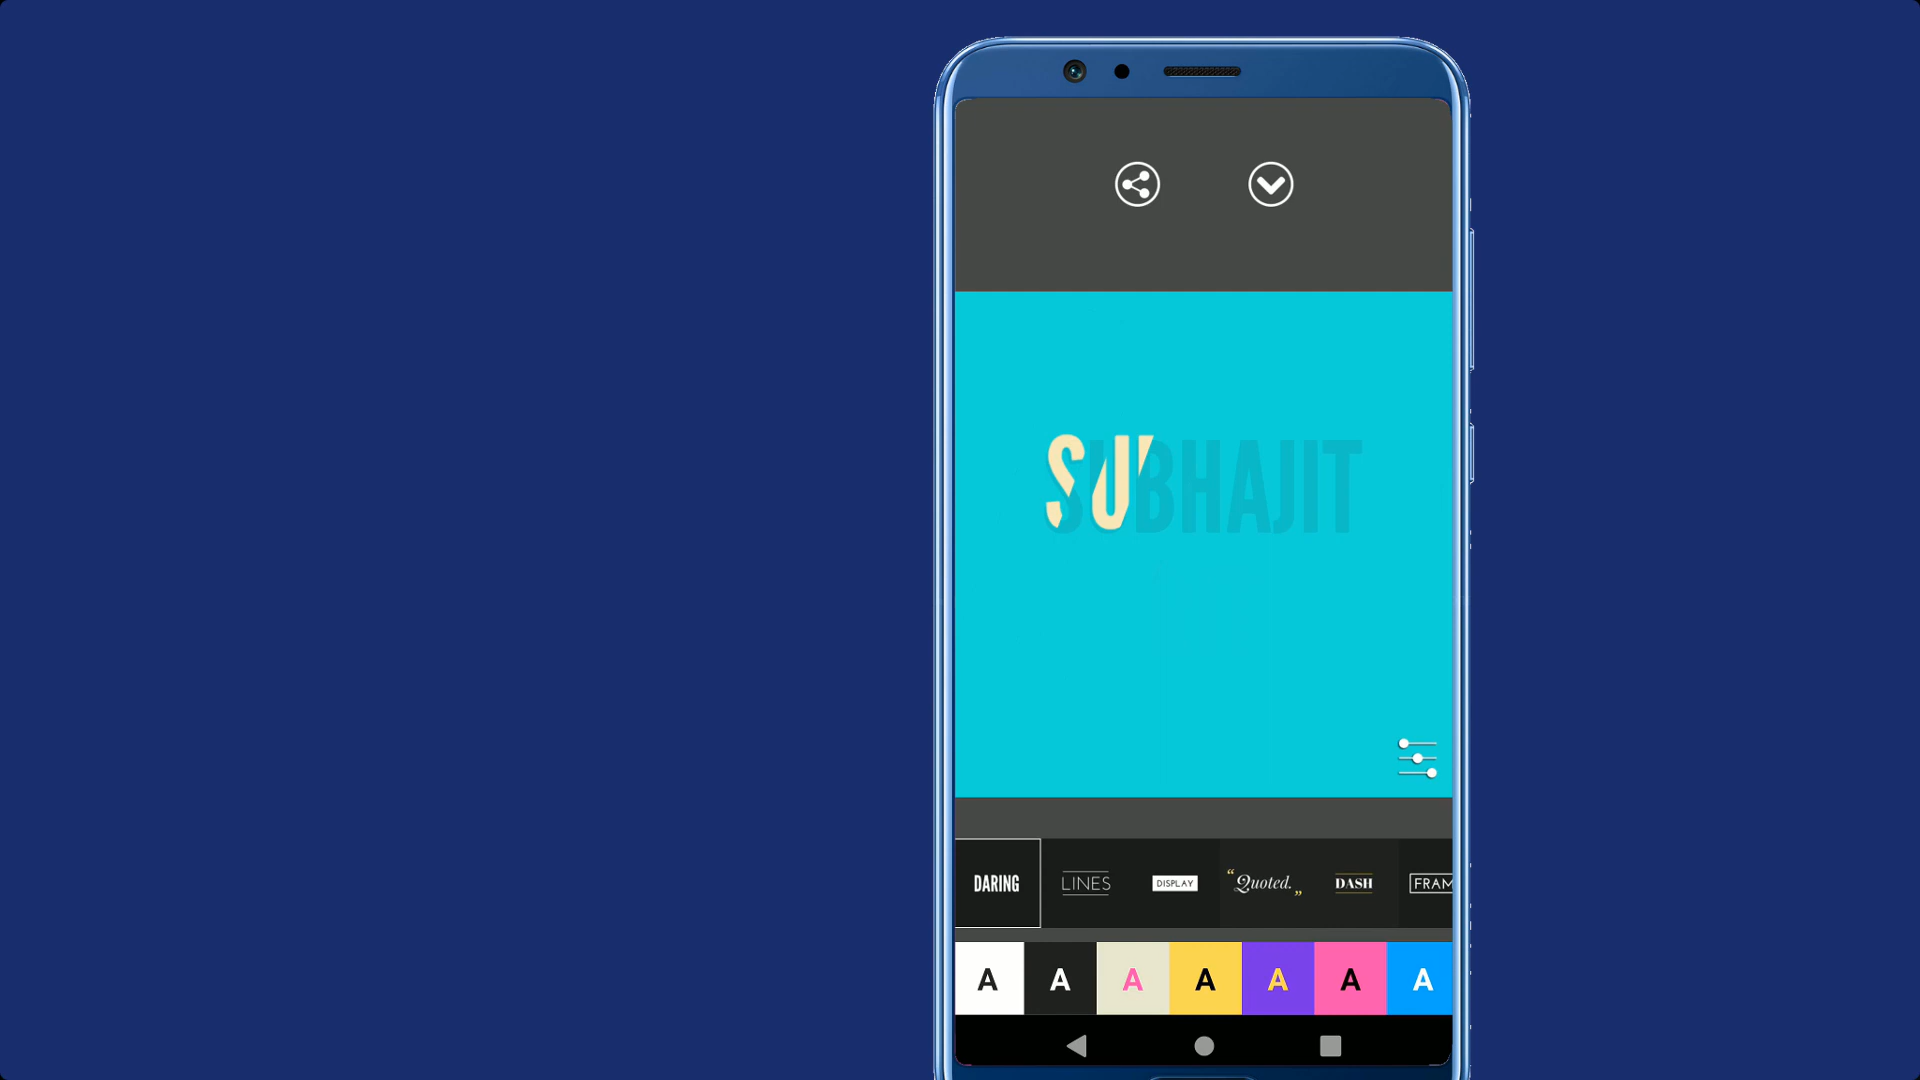 SUBHAJIT
DARING LINES DISPLAY “Quoted.„ DASH FRAM
A A A A A A A